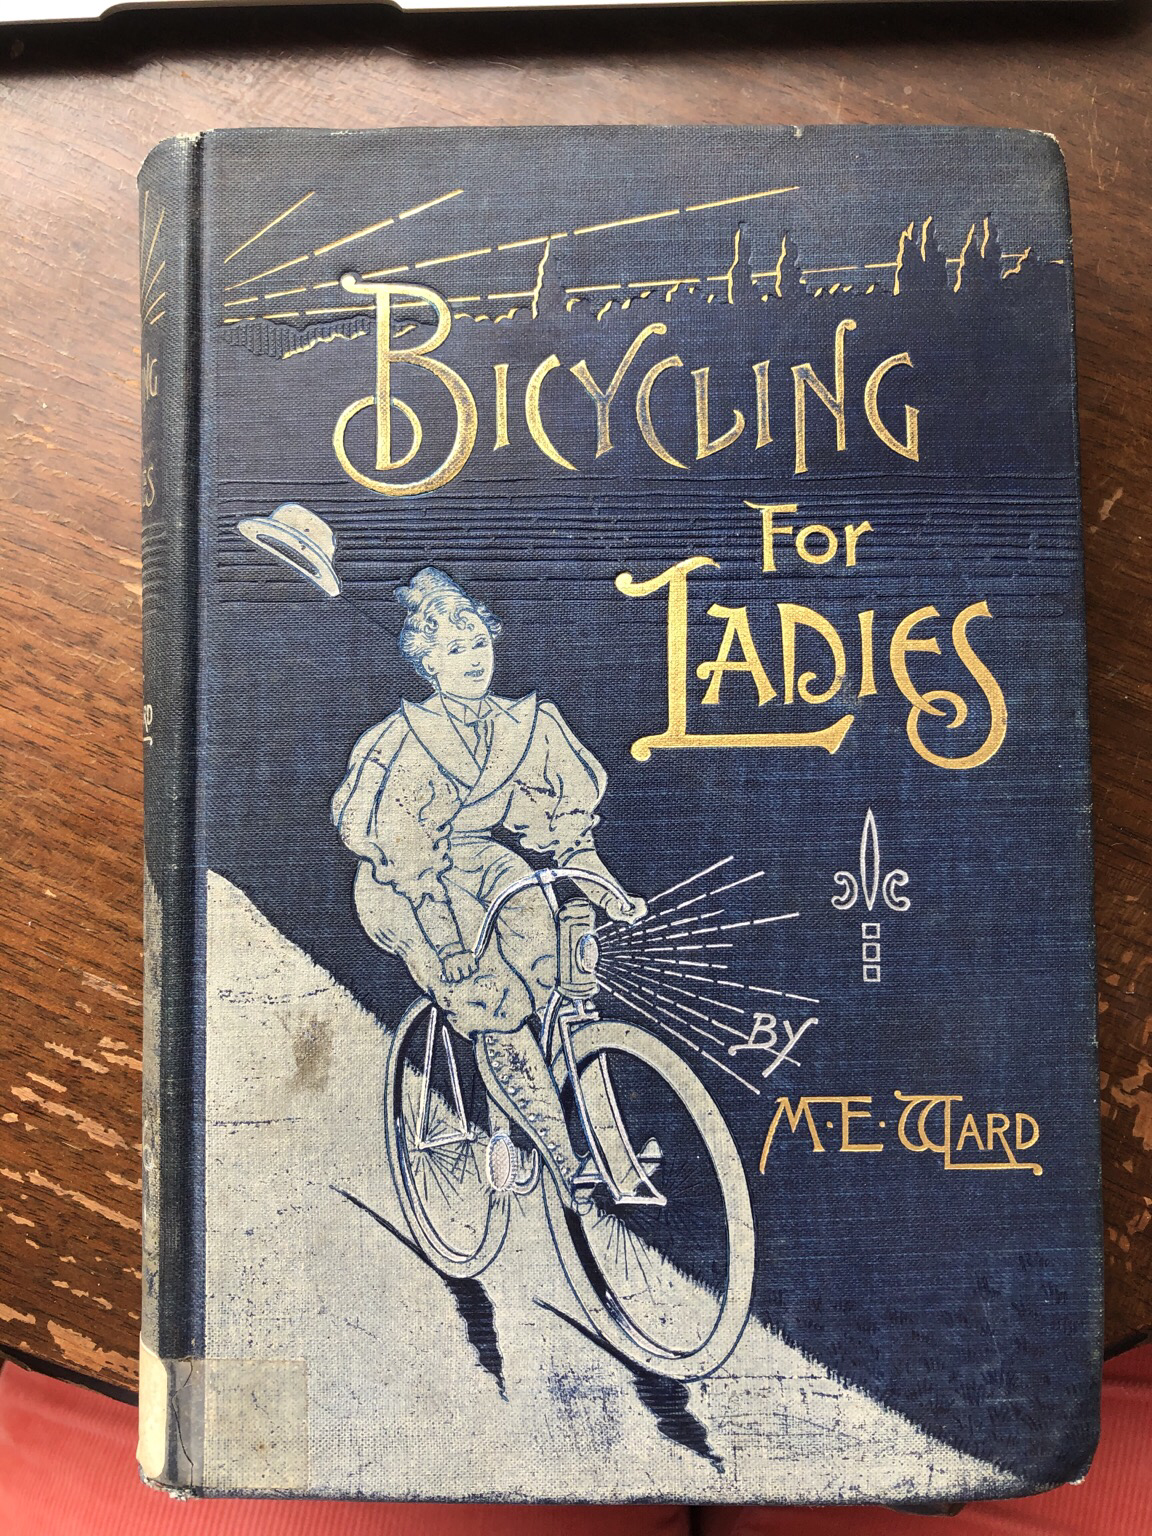 Bicycling
For
Ladies
By
M. E. Ward